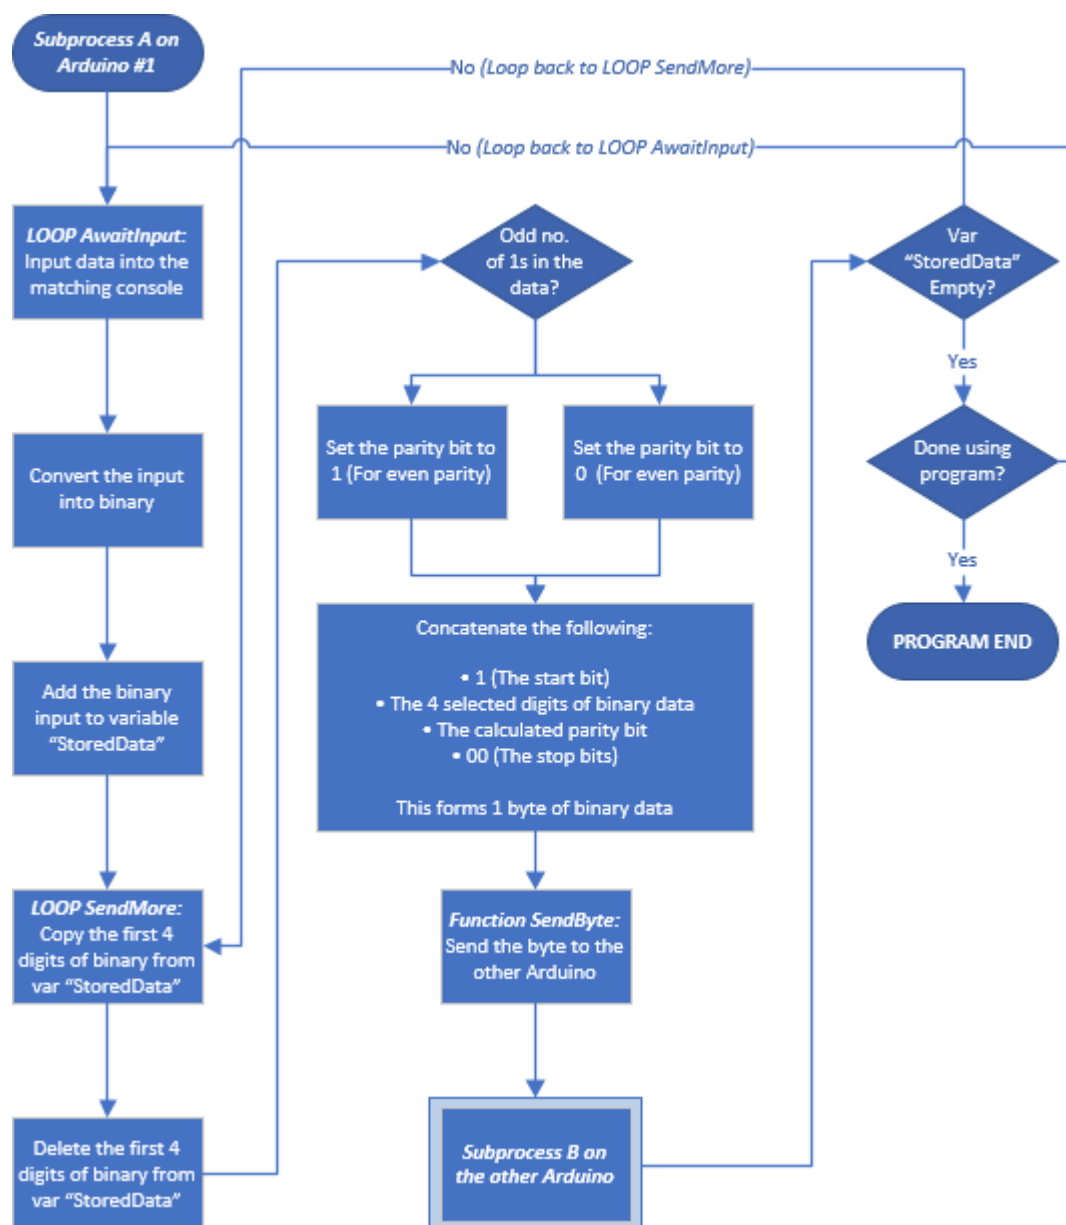 Subprocess A on
Arduino #1
No (Loop back to LOOP SendMore)
No (Loop back to LOOP AwaitInput)
LOOP AwaitInput:
Input data into the
matching console
Convert the input
into binary
Add the binary
input to variable
“StoredData”
LOOP SendMore:
Copy the first 4
digits of binary from
var “StoredData”
Delete the first 4
digits of binary from
var “StoredData”
Odd no.
of 1s in the
data?
Set the parity bit to
1 (For even parity)
Set the parity bit to
0 (For even parity)
Concatenate the following:
• 1 (The start bit)
• The 4 selected digits of binary data
• The calculated parity bit
• 00 (The stop bits)
This forms 1 byte of binary data
Function SendByte:
Send the byte to the
other Arduino
Subprocess B on
the other Arduino
Var
“StoredData”
Empty?
Yes
Done using
program?
Yes
PROGRAM END